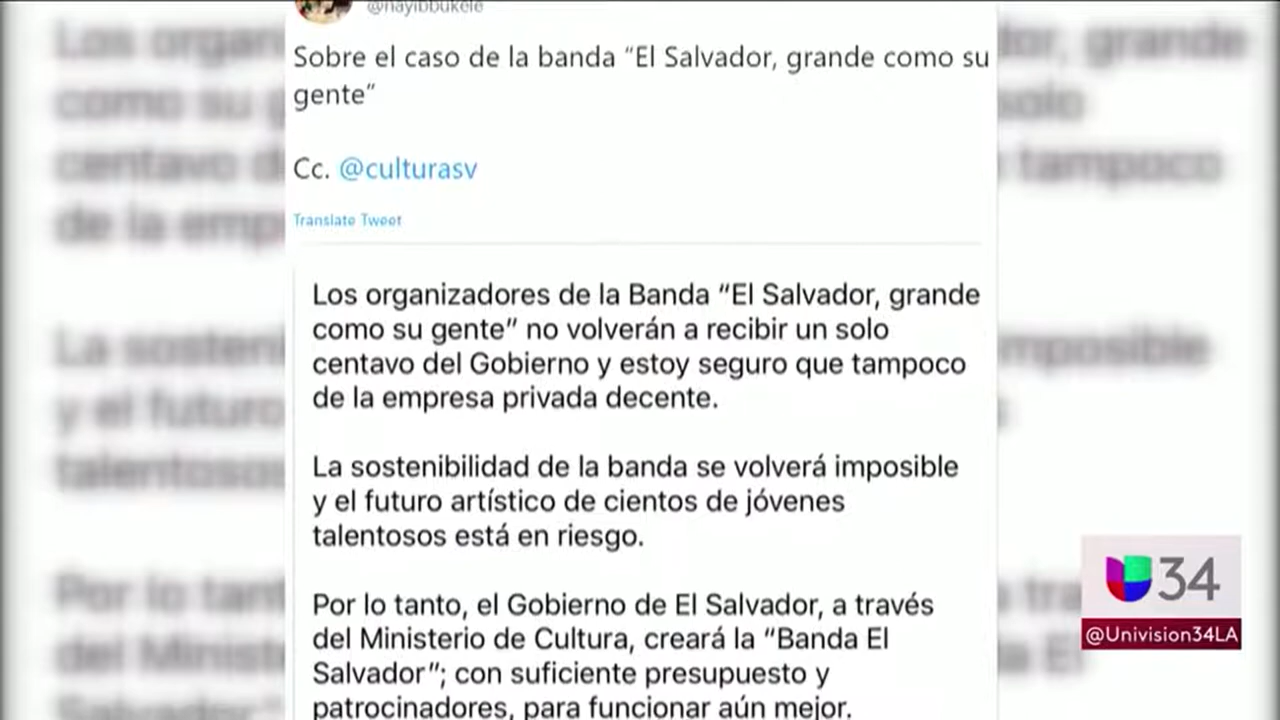 @nayibbukele
Sobre el caso de la banda “El Salvador, grande como su
gente”
Cc. @culturasv
Translate Tweet
Los organizadores de la Banda “El Salvador, grande
como su gente” no volverán a recibir un solo
centavo del Gobierno y estoy seguro que tampoco
de la empresa privada decente.
La sostenibilidad de la banda se volverá imposible
y el futuro artístico de cientos de jóvenes
talentosos está en riesgo.
Por lo tanto, el Gobierno de El Salvador, a través
del Ministerio de Cultura, creará la “Banda El
Salvador”; con suficiente presupuesto y
patrocinadores, para funcionar aún mejor.
34
@Univision34LA